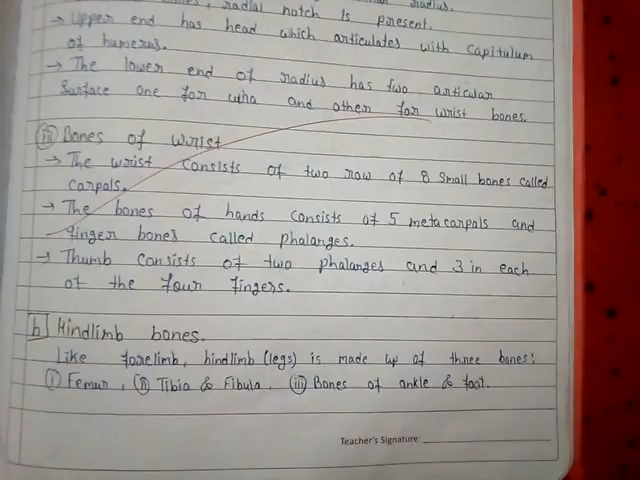 radial notch is present.
radius.
→ Upper end has head which articulates with capitulum
of humerus.
→ The lower end of radius has two articular
surface one for ulna and other for wrist bones.
(iii) Bones of wrist
→ The wrist consists of two row of 8 small bones called
carpals.
→ The bones of hands consists of 5 metacarpals and
finger bones called phalanges.
→ Thumb consists of two phalanges and 3 in each
of the four fingers.
b) Hindlimb bones.
Like forelimb, hindlimb (legs) is made up of three bones:
(i) Femur, (ii) Tibia & Fibula. (iii) Bones of ankle & foot.
Teacher's Signature